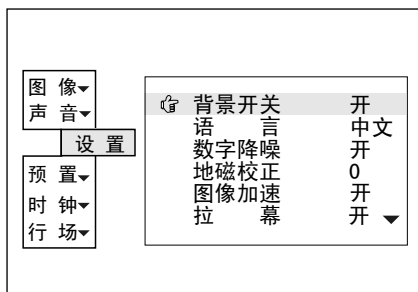 图 像
声 音
设 置
预 置
时 钟
行 场
背景开关 开
语 言 中文
数字降噪 开
地磁校正 0
图像加速 开
拉 幕 开